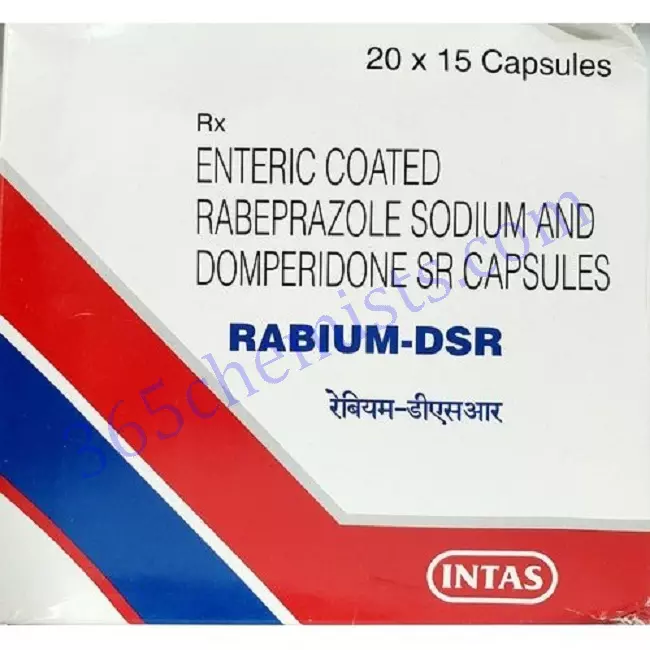 20 x 15 Capsules
Rx
ENTERIC COATED
RABEPRAZOLE SODIUM AND
DOMPERIDONE SR CAPSULES
RABIUM-DSR
रेबियम-डीएसआर
365chemists.com
INTAS